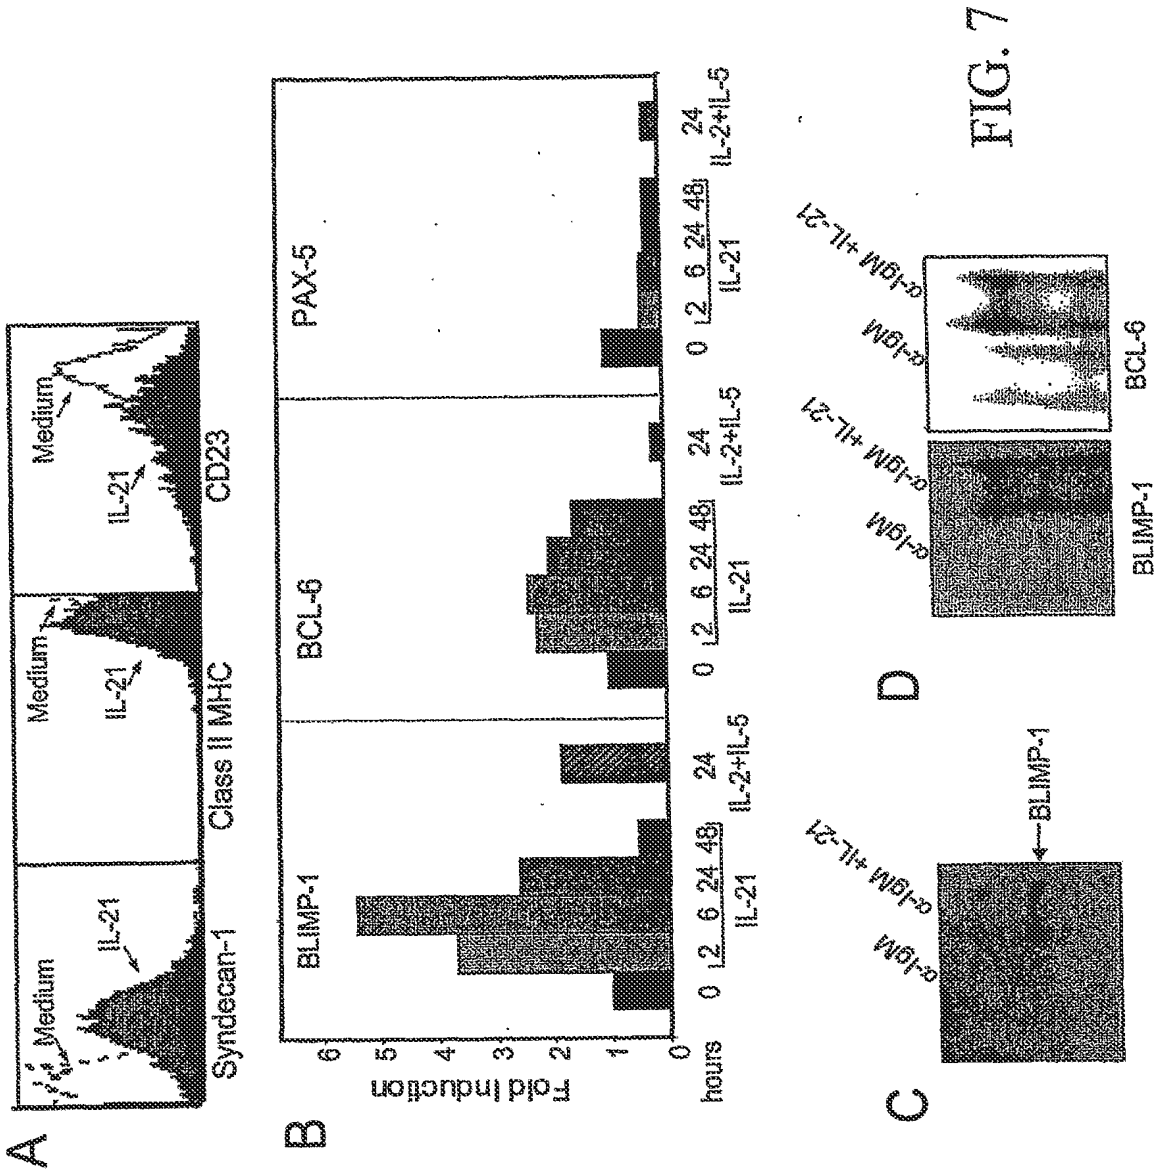 A
Medium
IL-21
Syndecan-1
Medium
IL-21
Class II MHC
Medium
IL-21
CD23
B
Fold Induction
6
5
4
3
2
1
0
BLIMP-1
BCL-6
PAX-5
hours
0 2 6 24 48 24
IL-21 IL-2+IL-5
0 2 6 24 48 24
IL-21 IL-2+IL-5
0 2 6 24 48 24
IL-21 IL-2+IL-5
C
α-IgM
α-IgM +IL-21
BLIMP-1
D
α-IgM
α-IgM +IL-21
α-IgM
α-IgM +IL-21
BLIMP-1
BCL-6
FIG. 7